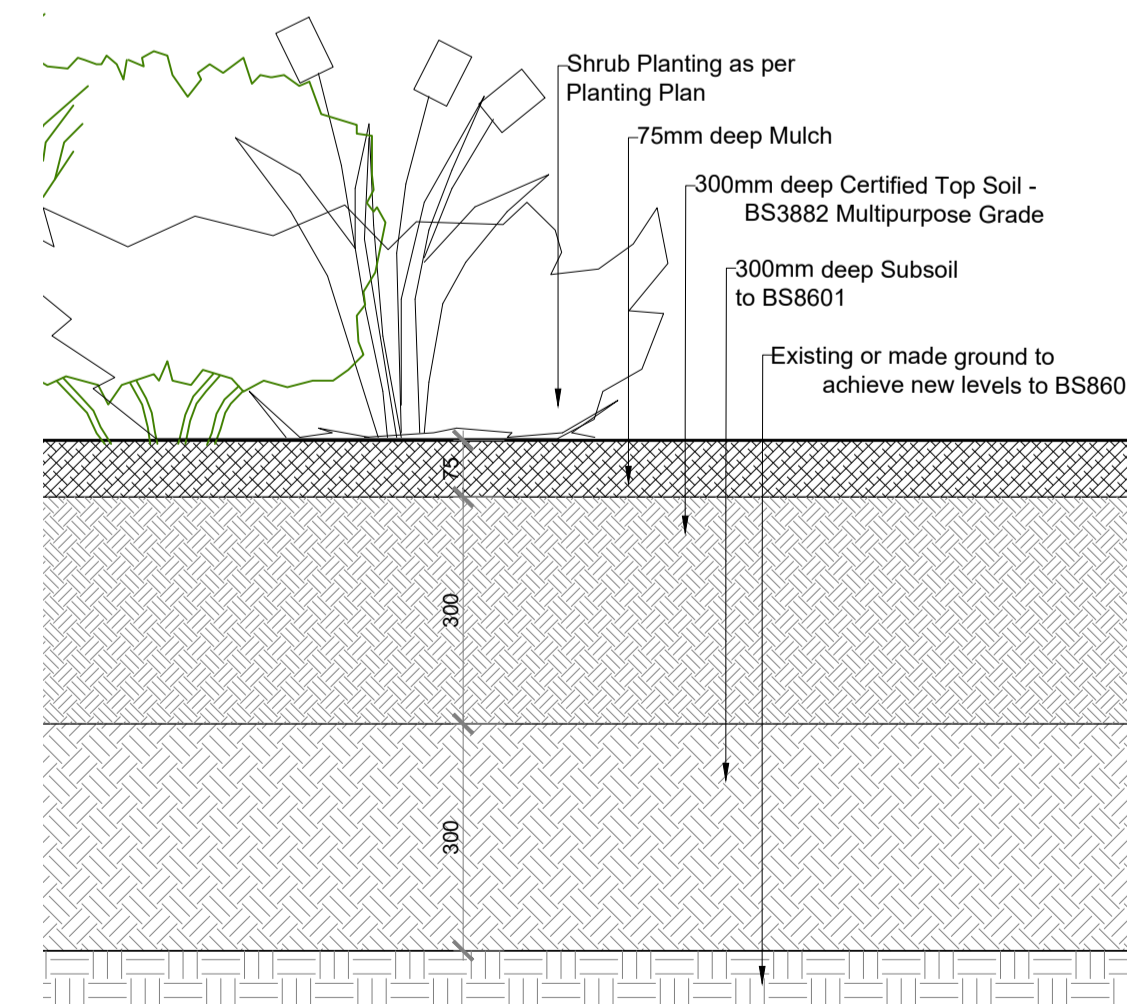 Shrub Planting as per
Planting Plan
75mm deep Mulch
300mm deep Certified Top Soil -
BS3882 Multipurpose Grade
300mm deep Subsoil
to BS8601
Existing or made ground to
achieve new levels to BS860
75
300
300